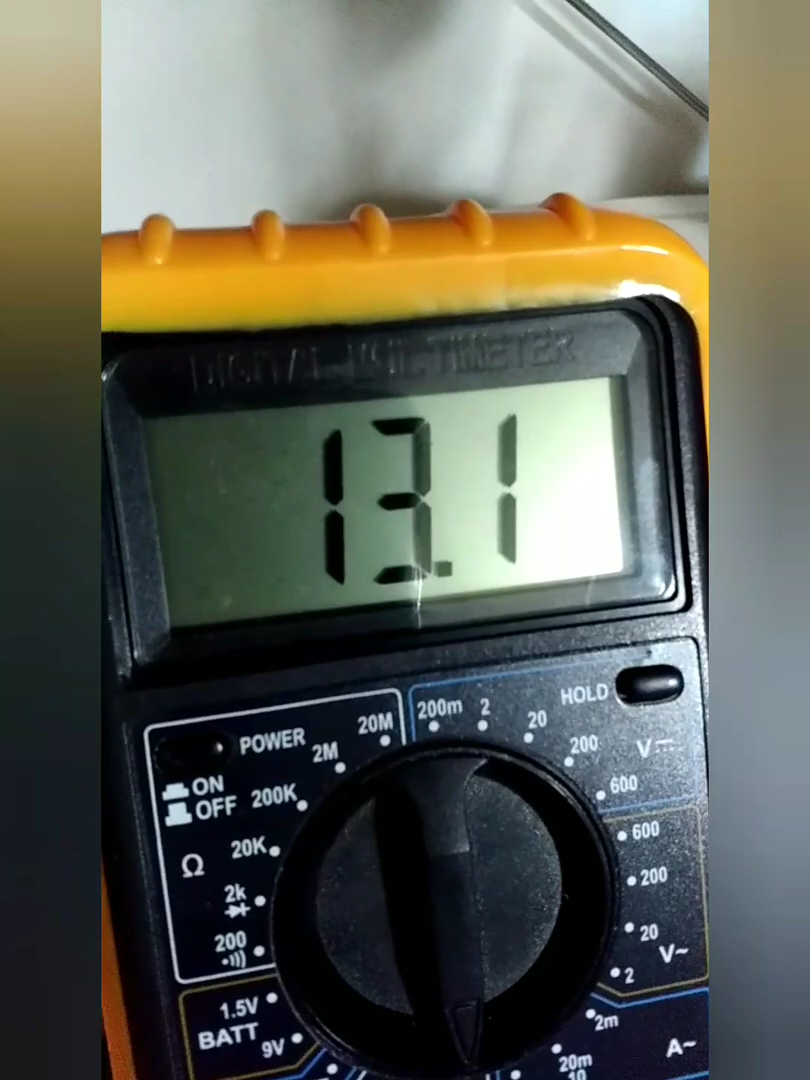 DIGITAL MULTIMETER
13.1
HOLD
POWER
ON
OFF
20M
2M
200K
20K
Ω
2k
200
200m
2
20
200
V
600
600
200
20
V~
2
1.5V
BATT
9V
2m
20m
10
A~